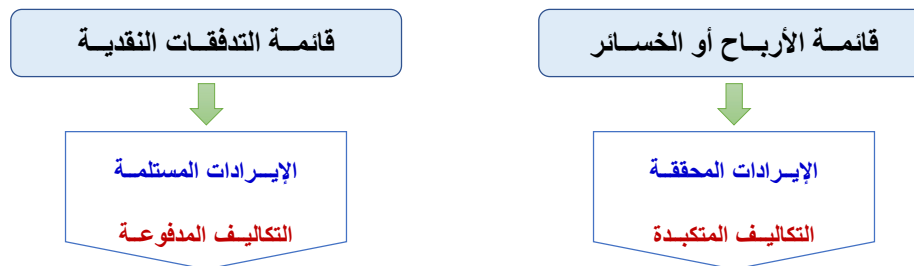 قائمة الأرباح أو الخسائر
قائمة التدفقات النقدية
الإيرادات المحققة
التكاليف المتكبدة
الإيرادات المستلمة
التكاليف المدفوعة